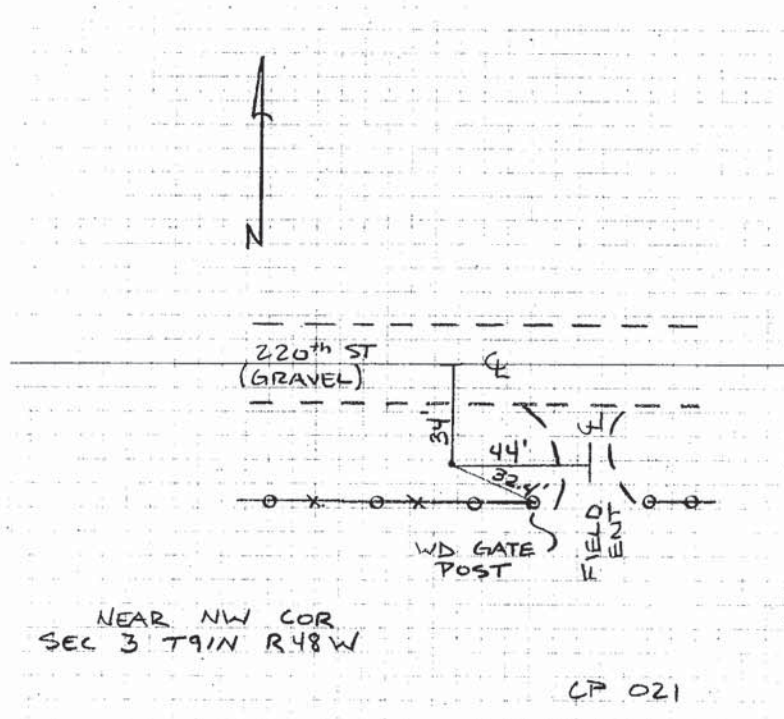 N
220th ST
(GRAVEL)
℄
34'
℄
44'
32.4'
WD GATE
POST
FIELD
ENT
NEAR NW COR
SEC 3 T91N R48W
CP 021